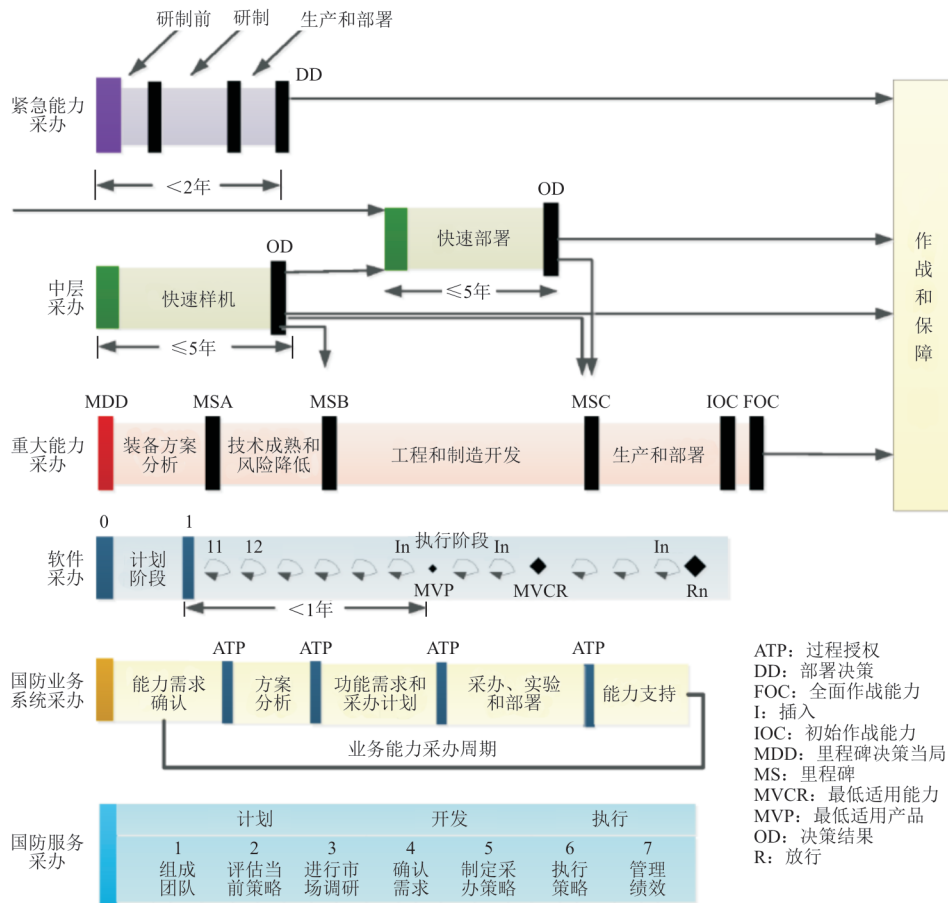 研制前
研制
生产和部署
DD
紧急能力
采办
<2年
OD
快速部署
≤5年
OD
中层
采办
快速样机
≤5年
作
战
和
保
障
MDD
MSA
MSB
MSC
IOC
FOC
重大能力
采办
装备方案
分析
技术成熟和
风险降低
工程和制造开发
生产和部署
0
1
软件
采办
计划
阶段
11
12
In
执行阶段
In
In
MVP
MVCR
Rn
<1年
ATP
ATP
ATP
ATP
国防业务
系统采办
能力需求
确认
方案
分析
功能需求和
采办计划
采办、实验
和部署
能力支持
业务能力采办周期
国防服务
采办
计划
开发
执行
1
组成
团队
2
评估当
前策略
3
进行市
场调研
4
确认
需求
5
制定采
办策略
6
执行
策略
7
管理
绩效
ATP：过程授权
DD：部署决策
FOC：全面作战能力
I：插入
IOC：初始作战能力
MDD：里程碑决策当局
MS：里程碑
MVCR：最低适用能力
MVP：最低适用产品
OD：决策结果
R：放行